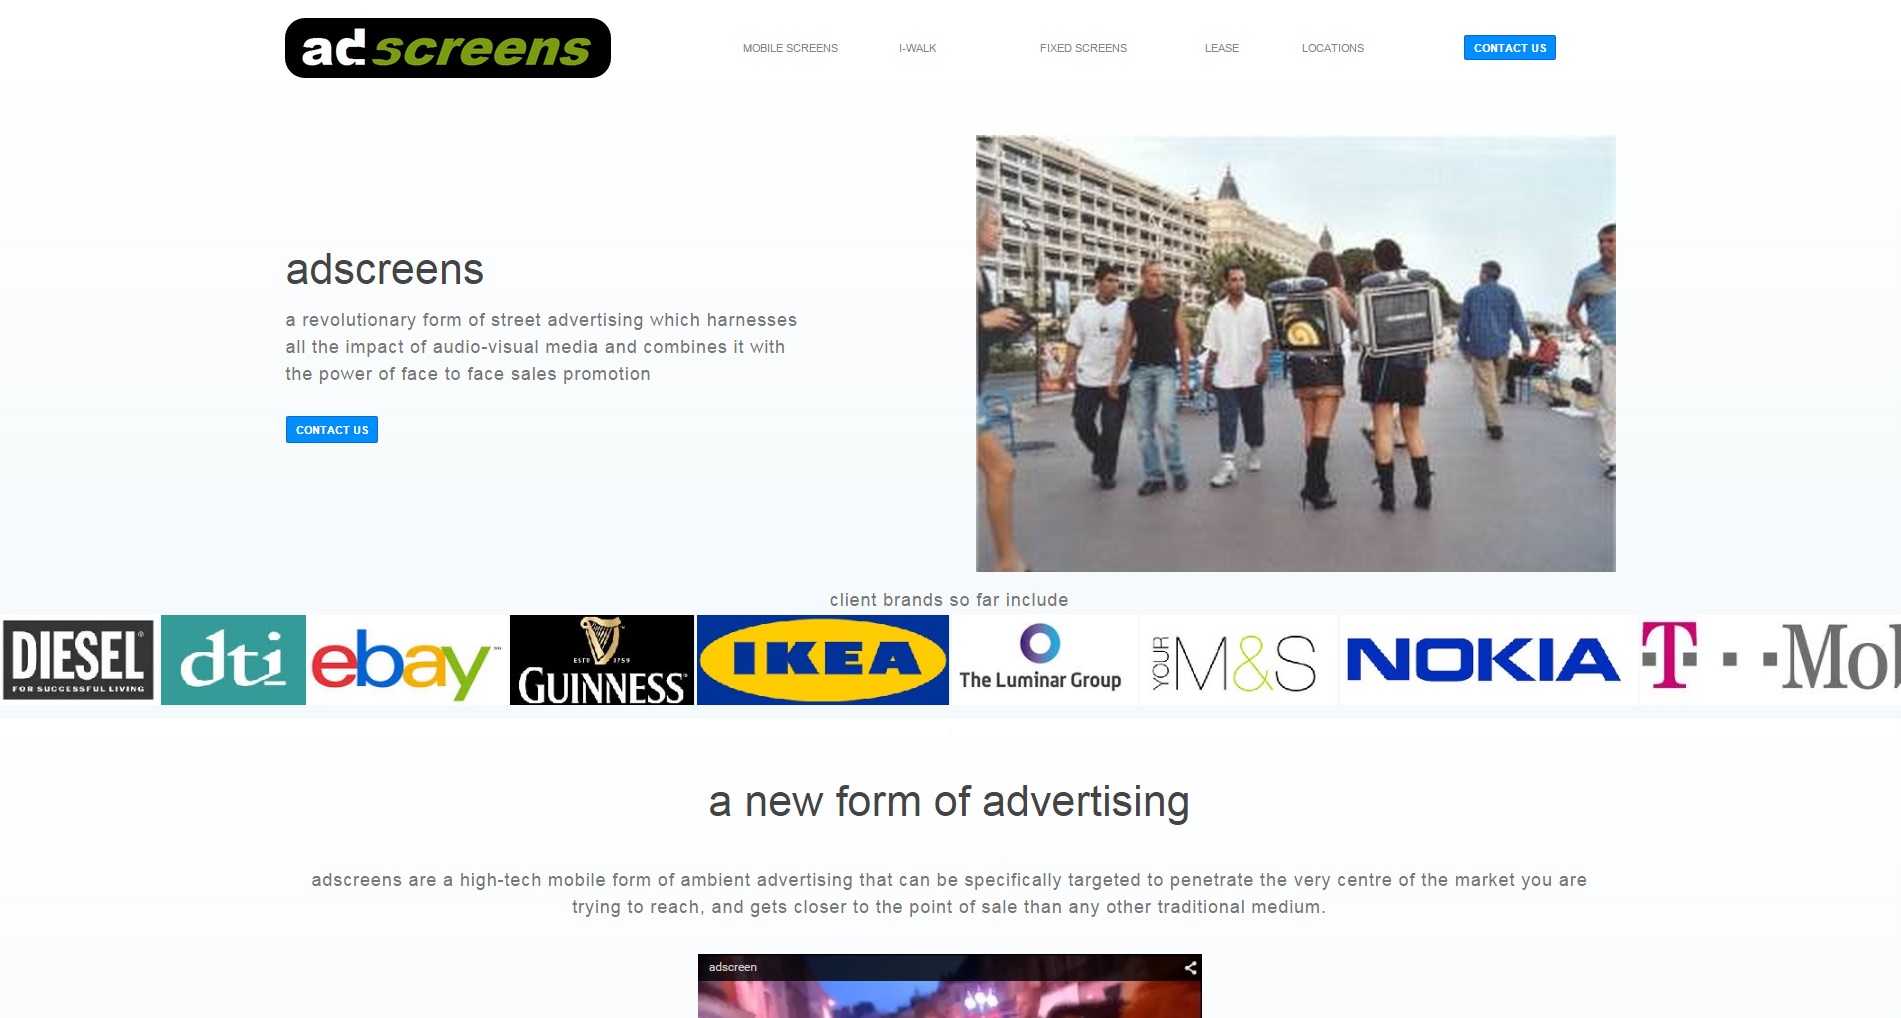 adscreens
MOBILE SCREENS
I-WALK
FIXED SCREENS
LEASE
LOCATIONS
CONTACT US
adscreens
a revolutionary form of street advertising which harnesses
all the impact of audio-visual media and combines it with
the power of face to face sales promotion
CONTACT US
client brands so far include
DIESEL
FOR SUCCESSFUL LIVING
dti
ebay
ESTD 1759
GUINNESS
IKEA
The Luminar Group
YOUR M&S
NOKIA
T··Mob
a new form of advertising
adscreens are a high-tech mobile form of ambient advertising that can be specifically targeted to penetrate the very centre of the market you are
trying to reach, and gets closer to the point of sale than any other traditional medium.
adscreen